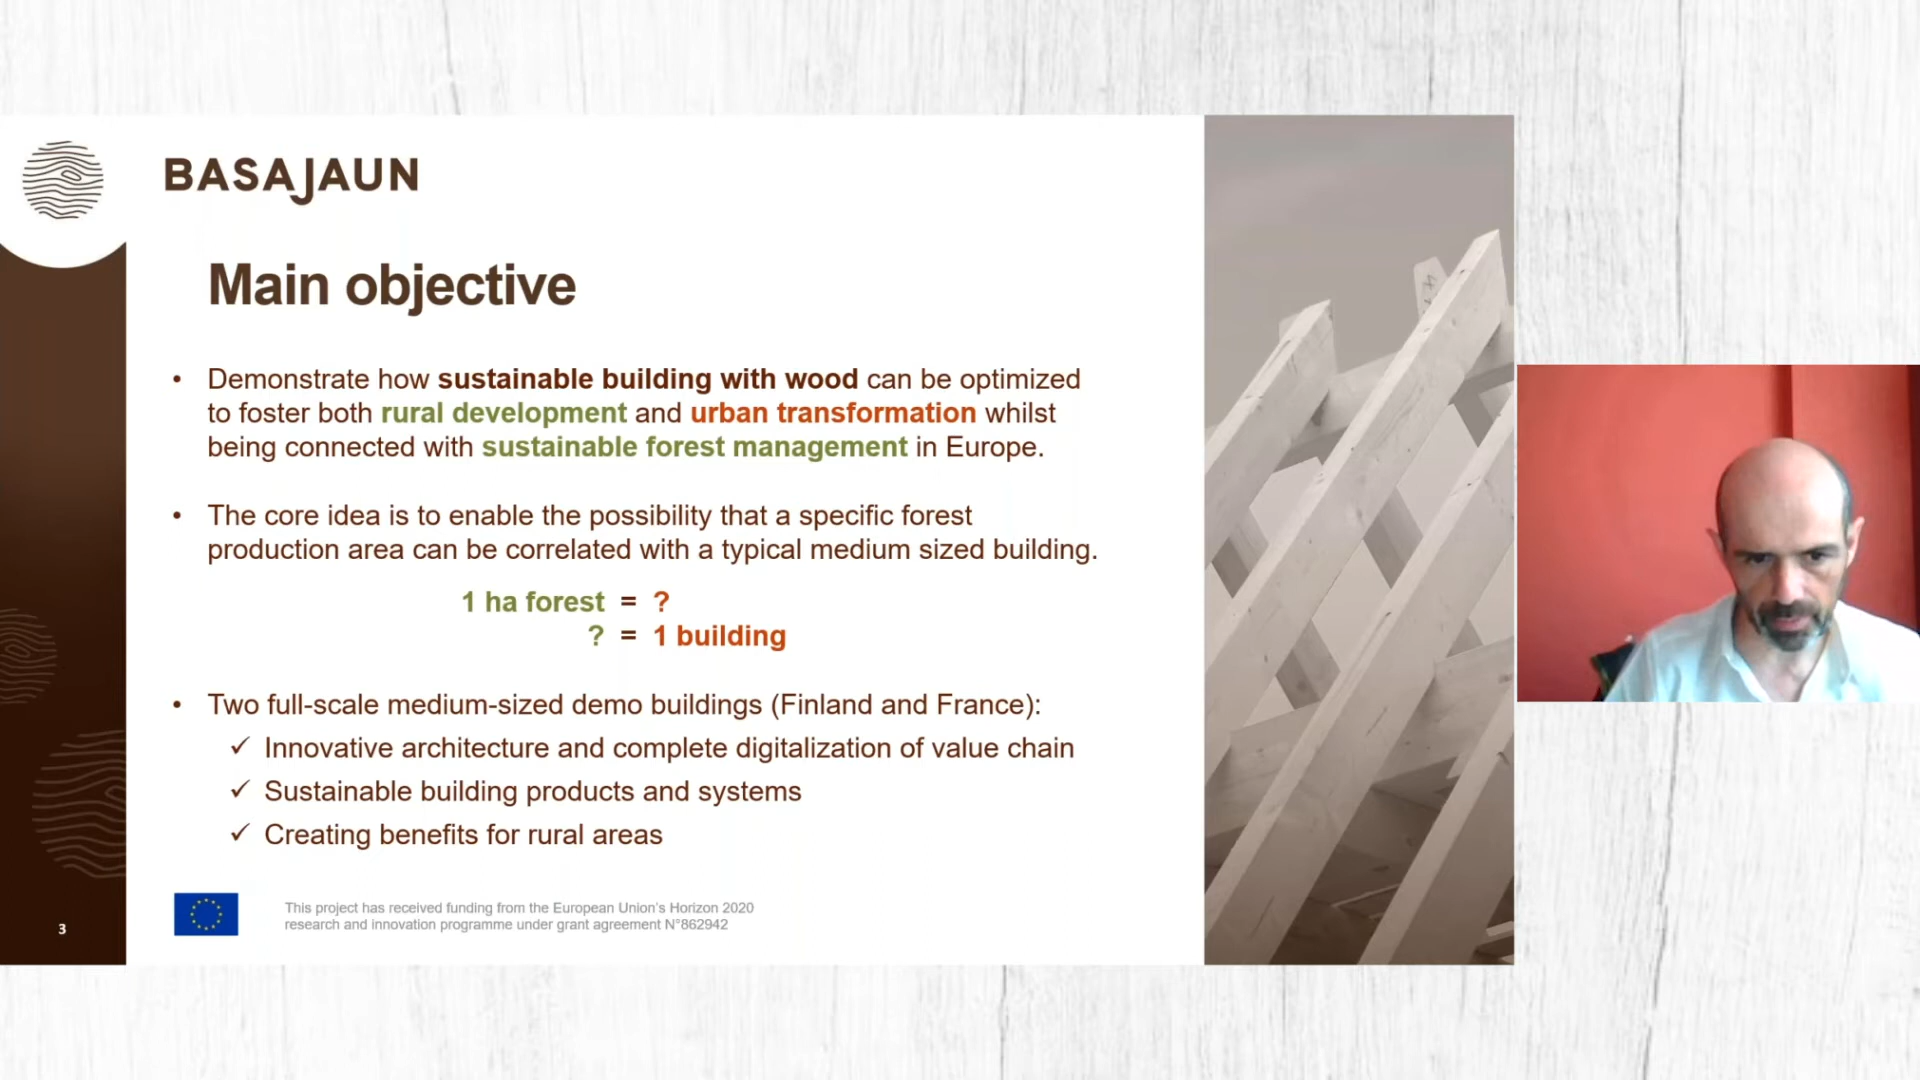 BASAJAUN
Main objective
• Demonstrate how sustainable building with wood can be optimized
to foster both rural development and urban transformation whilst
being connected with sustainable forest management in Europe.
• The core idea is to enable the possibility that a specific forest
production area can be correlated with a typical medium sized building.
1 ha forest = ?
? = 1 building
• Two full-scale medium-sized demo buildings (Finland and France):
✓ Innovative architecture and complete digitalization of value chain
✓ Sustainable building products and systems
✓ Creating benefits for rural areas
This project has received funding from the European Union's Horizon 2020
research and innovation programme under grant agreement N°862942
3